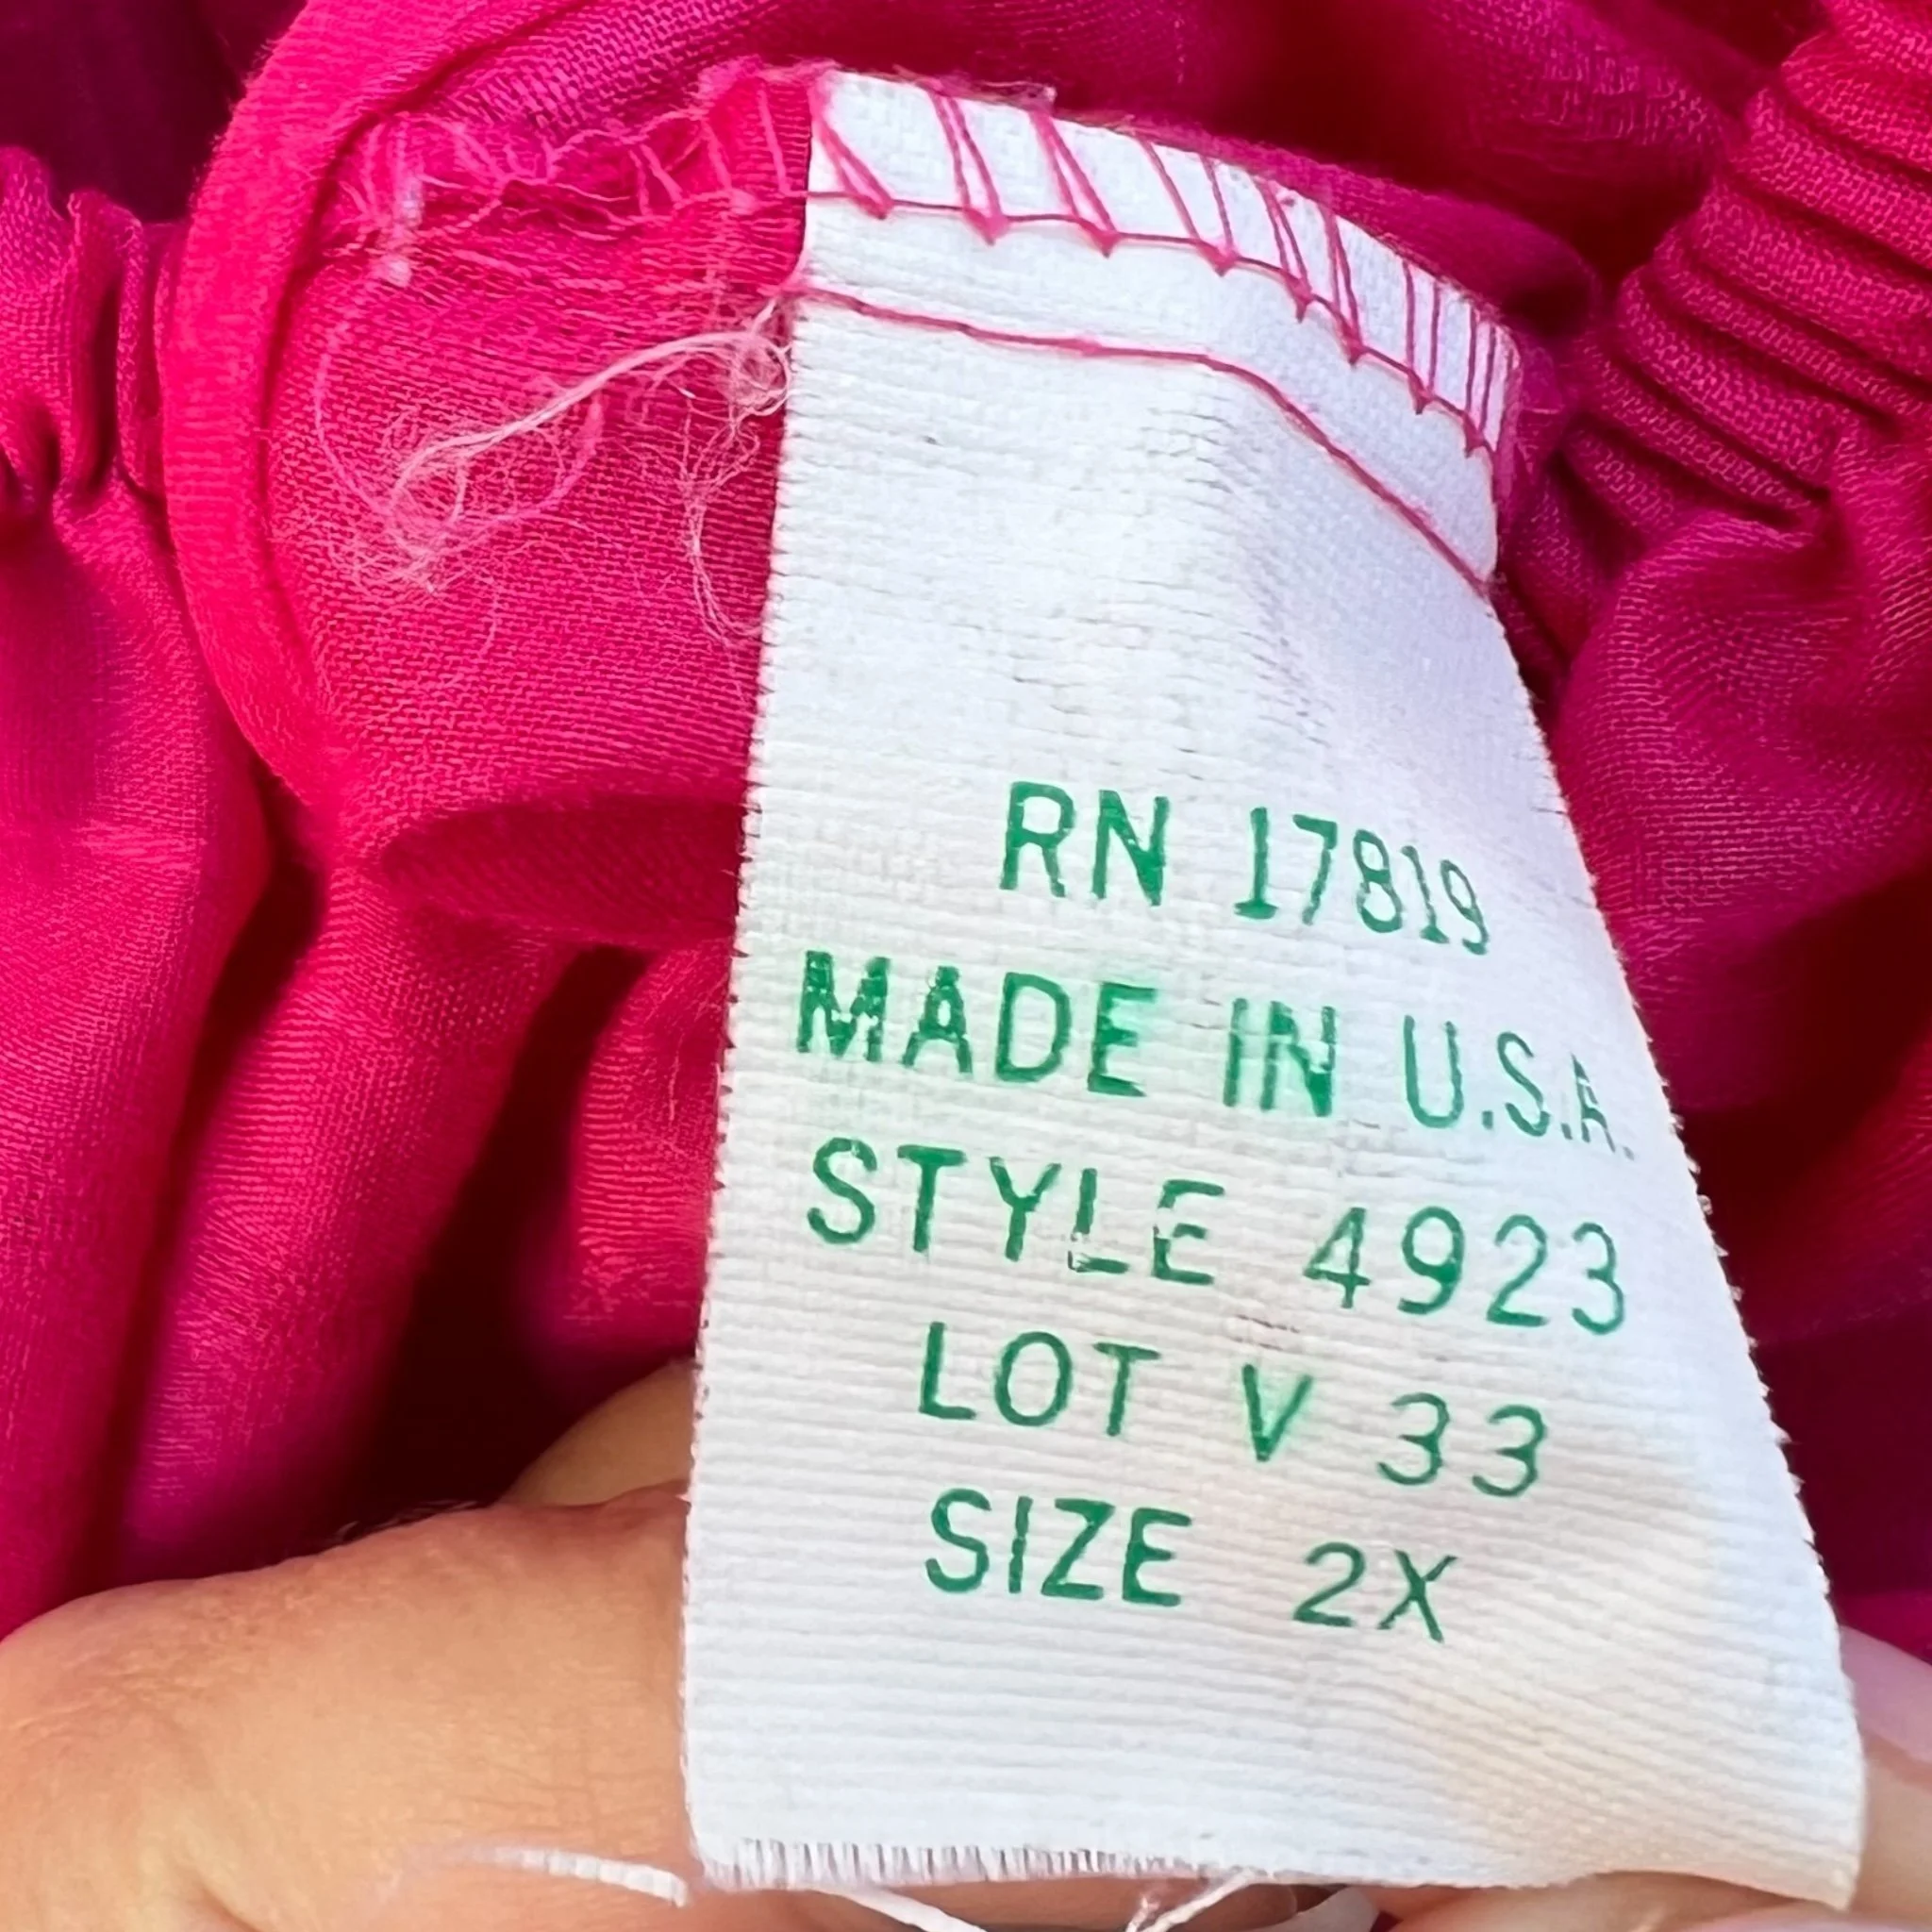 RN 17819
MADE IN U.S.A.
STYLE 4923
LOT V 33
SIZE 2X